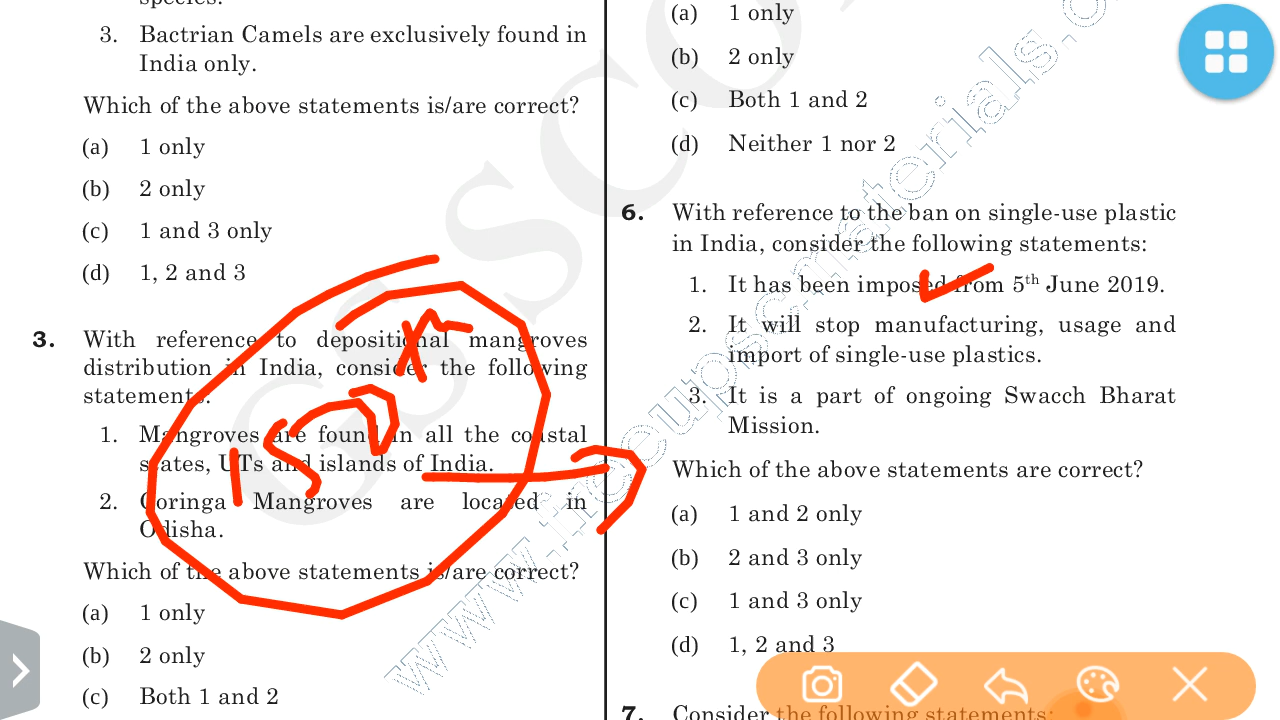 species.
3. Bactrian Camels are exclusively found in
India only.
Which of the above statements is/are correct?
(a) 1 only
(b) 2 only
(c) 1 and 3 only
(d) 1, 2 and 3
3. With reference to depositional mangroves
distribution in India, consider the following
statements:
1. Mangroves are found in all the coastal
states, UTs and islands of India.
2. Coringa Mangroves are located in
Odisha.
Which of the above statements is/are correct?
(a) 1 only
(b) 2 only
(c) Both 1 and 2
(a) 1 only
(b) 2 only
(c) Both 1 and 2
(d) Neither 1 nor 2
6. With reference to the ban on single-use plastic
in India, consider the following statements:
1. It has been imposed from 5th June 2019.
2. It will stop manufacturing, usage and
import of single-use plastics.
3. It is a part of ongoing Swacch Bharat
Mission.
Which of the above statements are correct?
(a) 1 and 2 only
(b) 2 and 3 only
(c) 1 and 3 only
(d) 1, 2 and 3
7. Consider the following statements:
GS SCO
www.freeupscmaterials.o